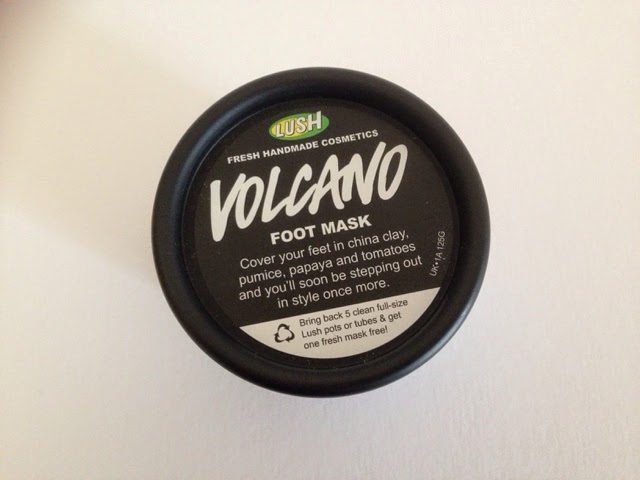 LUSH
FRESH HANDMADE COSMETICS
VOLCANO
FOOT MASK
Cover your feet in china clay,
pumice, papaya and tomatoes
and you'll soon be stepping out
in style once more.
UK•1A 125G
Bring back 5 clean full-size
Lush pots or tubes & get
one fresh mask free!